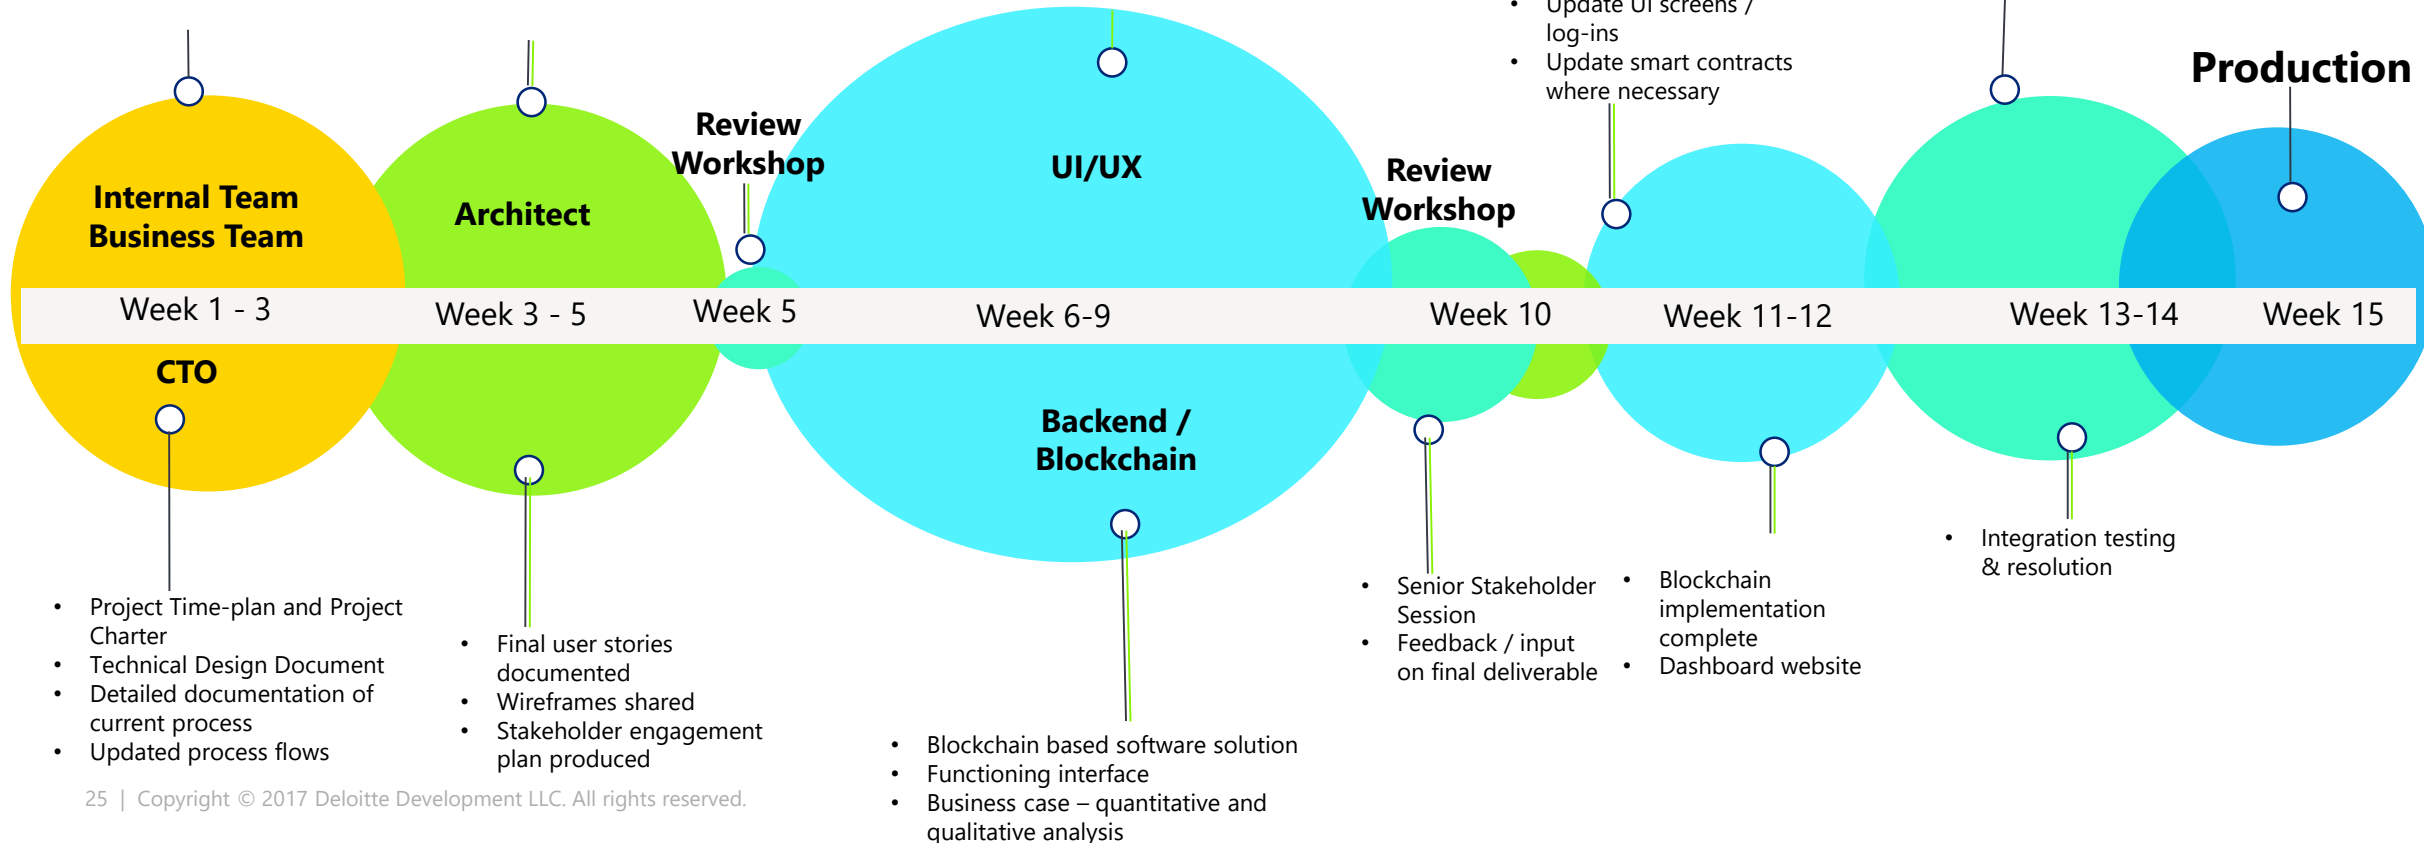 Update UI screens /
log-ins
• Update smart contracts
where necessary
Production
Review
Workshop
UI/UX
Review
Workshop
Internal Team
Business Team
Architect
Week 1 - 3
Week 3 - 5
Week 5
Week 6-9
Week 10
Week 11-12
Week 13-14
Week 15
CTO
Backend /
Blockchain
• Project Time-plan and Project
Charter
• Technical Design Document
• Detailed documentation of
current process
• Updated process flows
• Final user stories
documented
• Wireframes shared
• Stakeholder engagement
plan produced
• Blockchain based software solution
• Functioning interface
• Business case – quantitative and
qualitative analysis
• Senior Stakeholder
Session
• Feedback / input
on final deliverable
• Blockchain
implementation
complete
• Dashboard website
• Integration testing
& resolution
25 | Copyright © 2017 Deloitte Development LLC. All rights reserved.